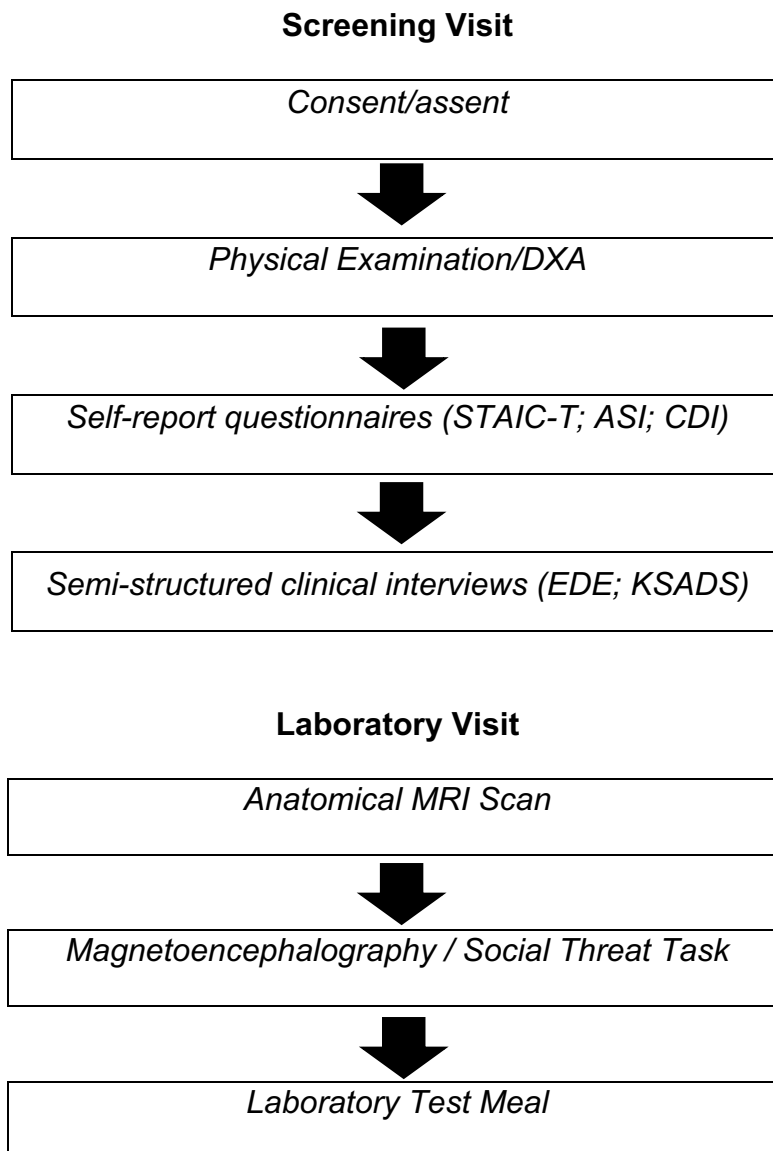 Screening Visit
Consent/assent
Physical Examination/DXA
Self-report questionnaires (STAIC-T; ASI; CDI)
Semi-structured clinical interviews (EDE; KSADS)
Laboratory Visit
Anatomical MRI Scan
Magnetoencephalography / Social Threat Task
Laboratory Test Meal